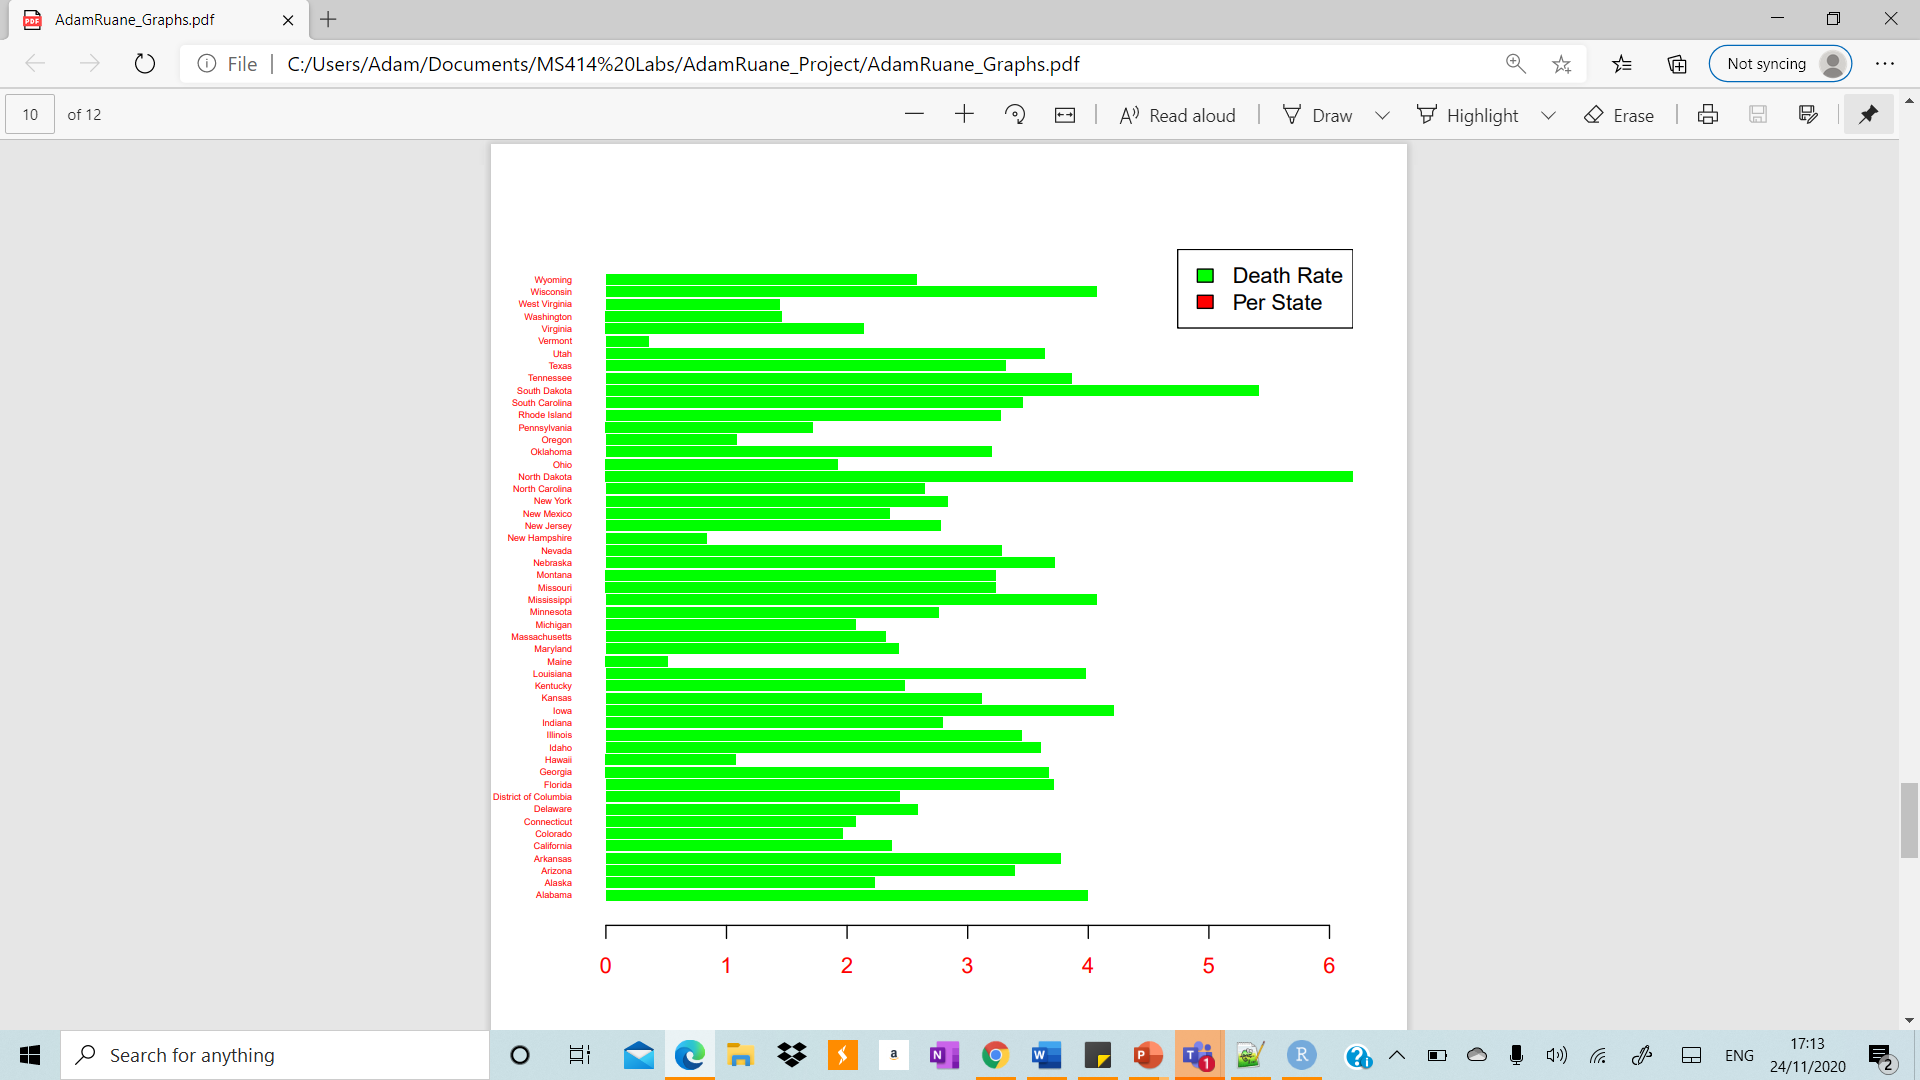 AdamRuane_Graphs.pdf
File
C:/Users/Adam/Documents/MS414%20Labs/AdamRuane_Project/AdamRuane_Graphs.pdf
Not syncing
10 of 12
Read aloud
Draw
Highlight
Erase
Death Rate
Per State
Wyoming
Wisconsin
West Virginia
Washington
Virginia
Vermont
Utah
Texas
Tennessee
South Dakota
South Carolina
Rhode Island
Pennsylvania
Oregon
Oklahoma
Ohio
North Dakota
North Carolina
New York
New Mexico
New Jersey
New Hampshire
Nevada
Nebraska
Montana
Missouri
Mississippi
Minnesota
Michigan
Massachusetts
Maryland
Maine
Louisiana
Kentucky
Kansas
Iowa
Indiana
Illinois
Idaho
Hawaii
Georgia
Florida
District of Columbia
Delaware
Connecticut
Colorado
California
Arkansas
Arizona
Alaska
Alabama
0 1 2 3 4 5 6
Search for anything
ENG
17:13
24/11/2020
2